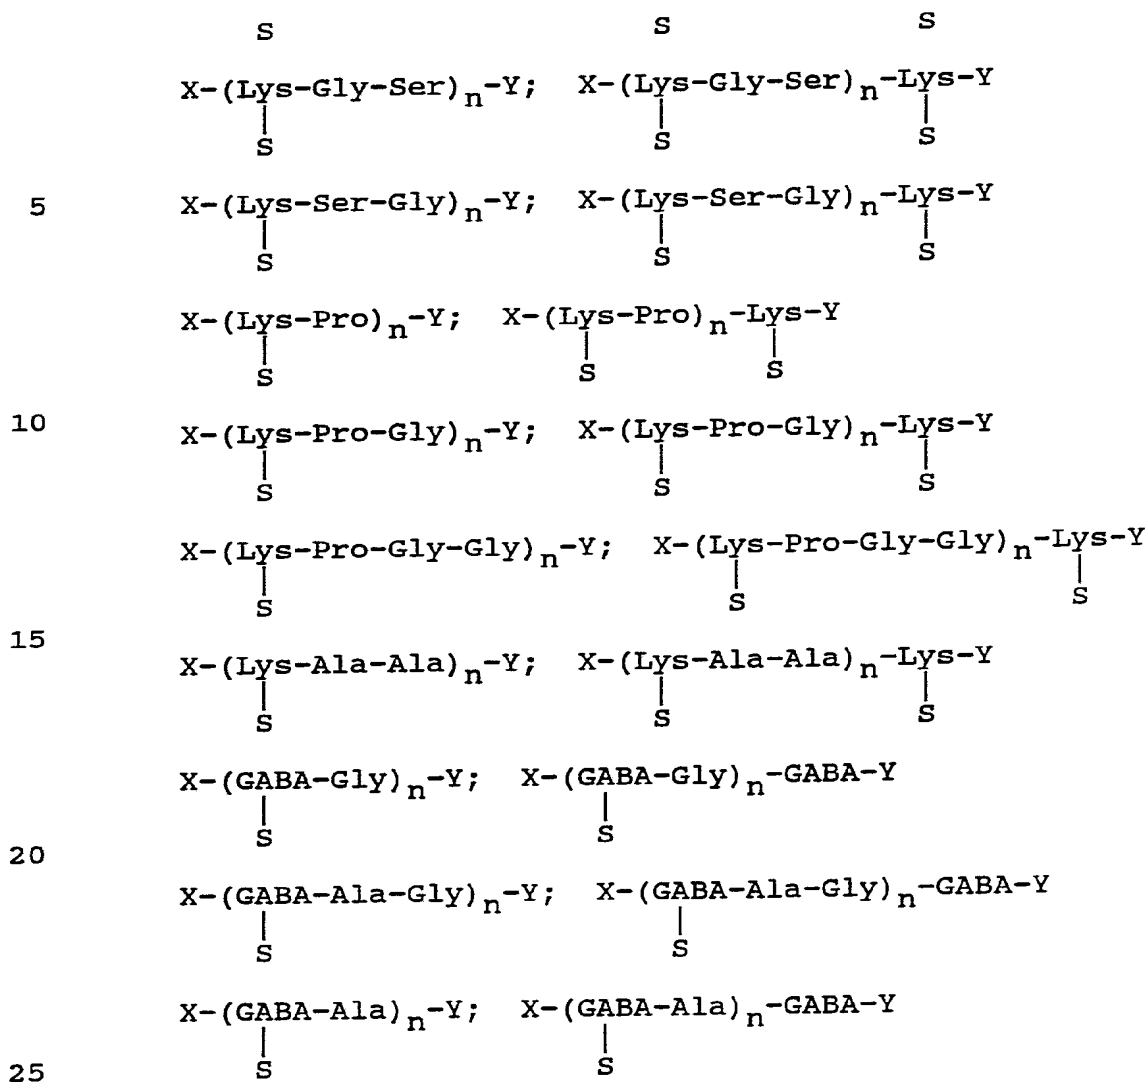 S S S
X-(Lys-Gly-Ser)n-Y; X-(Lys-Gly-Ser)n-Lys-Y
S S S
5 X-(Lys-Ser-Gly)n-Y; X-(Lys-Ser-Gly)n-Lys-Y
S S S
X-(Lys-Pro)n-Y; X-(Lys-Pro)n-Lys-Y
S S S
10 X-(Lys-Pro-Gly)n-Y; X-(Lys-Pro-Gly)n-Lys-Y
S S S
X-(Lys-Pro-Gly-Gly)n-Y; X-(Lys-Pro-Gly-Gly)n-Lys-Y
S S S
15 X-(Lys-Ala-Ala)n-Y; X-(Lys-Ala-Ala)n-Lys-Y
S S S
X-(GABA-Gly)n-Y; X-(GABA-Gly)n-GABA-Y
S S
20
X-(GABA-Ala-Gly)n-Y; X-(GABA-Ala-Gly)n-GABA-Y
S S
X-(GABA-Ala)n-Y; X-(GABA-Ala)n-GABA-Y
25 S S